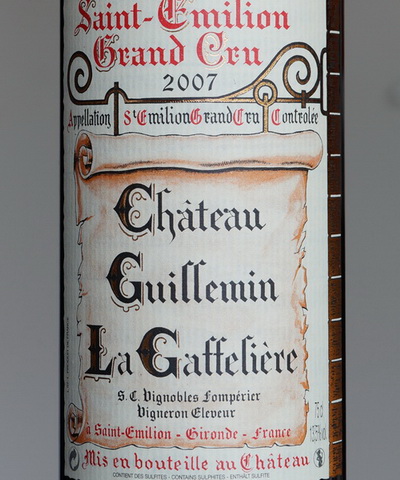 Saint-Emilion
Grand Cru
2007
Appellation St Emilion Grand Cru Contrôlée
Château
Guillemin
La Gaffelière
S.C. Vignobles Fompérier
Vigneron Eleveur
à Saint-Emilion - Gironde - France
75 cl
13,5% vol.
Mis en bouteille au Château
CONTIENT DES SULFITES - CONTAINS SULPHITES - ENTHÄLT SULFITE